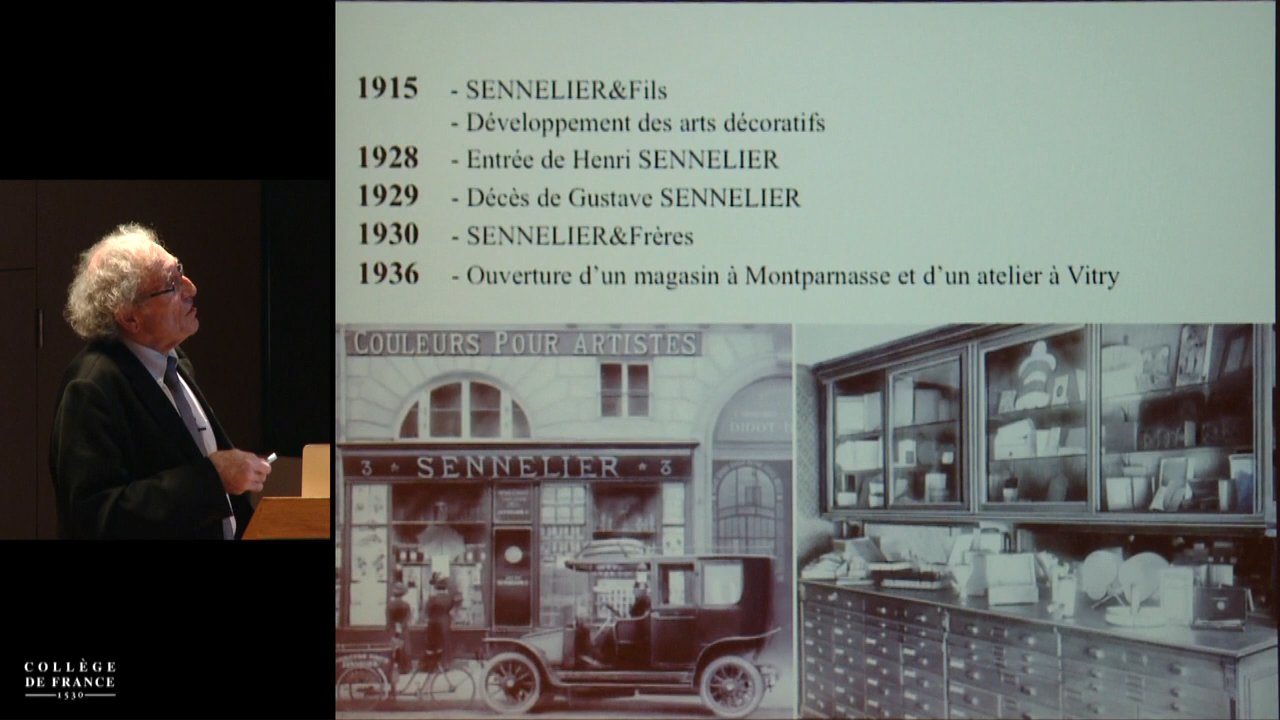 1915 - SENNELIER&Fils
- Développement des arts décoratifs
1928 - Entrée de Henri SENNELIER
1929 - Décès de Gustave SENNELIER
1930 - SENNELIER&Frères
1936 - Ouverture d'un magasin à Montparnasse et d'un atelier à Vitry
COULEURS POUR ARTISTES
3 SENNELIER 3
COLLÈGE
DE FRANCE
1530